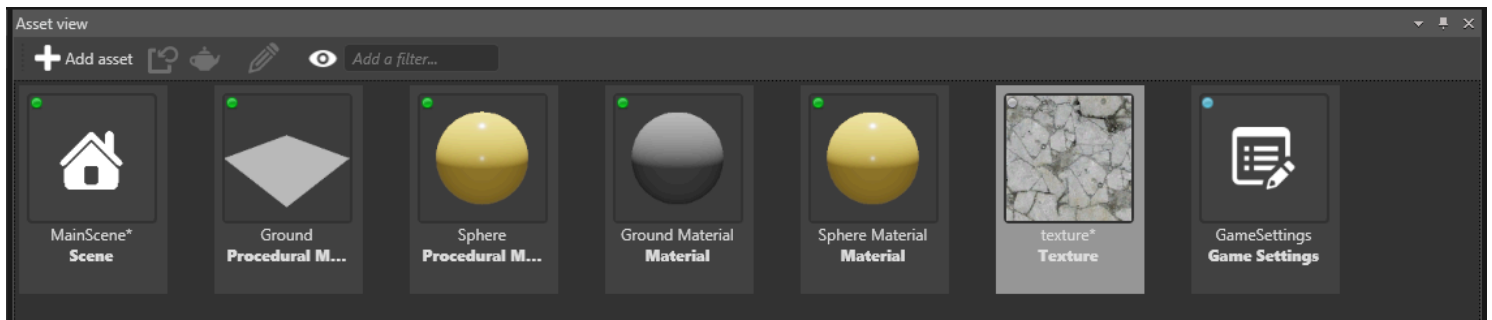 Asset view
Add asset
Add a filter...
MainScene*
Scene
Ground
Procedural M...
Sphere
Procedural M...
Ground Material
Material
Sphere Material
Material
texture*
Texture
GameSettings
Game Settings